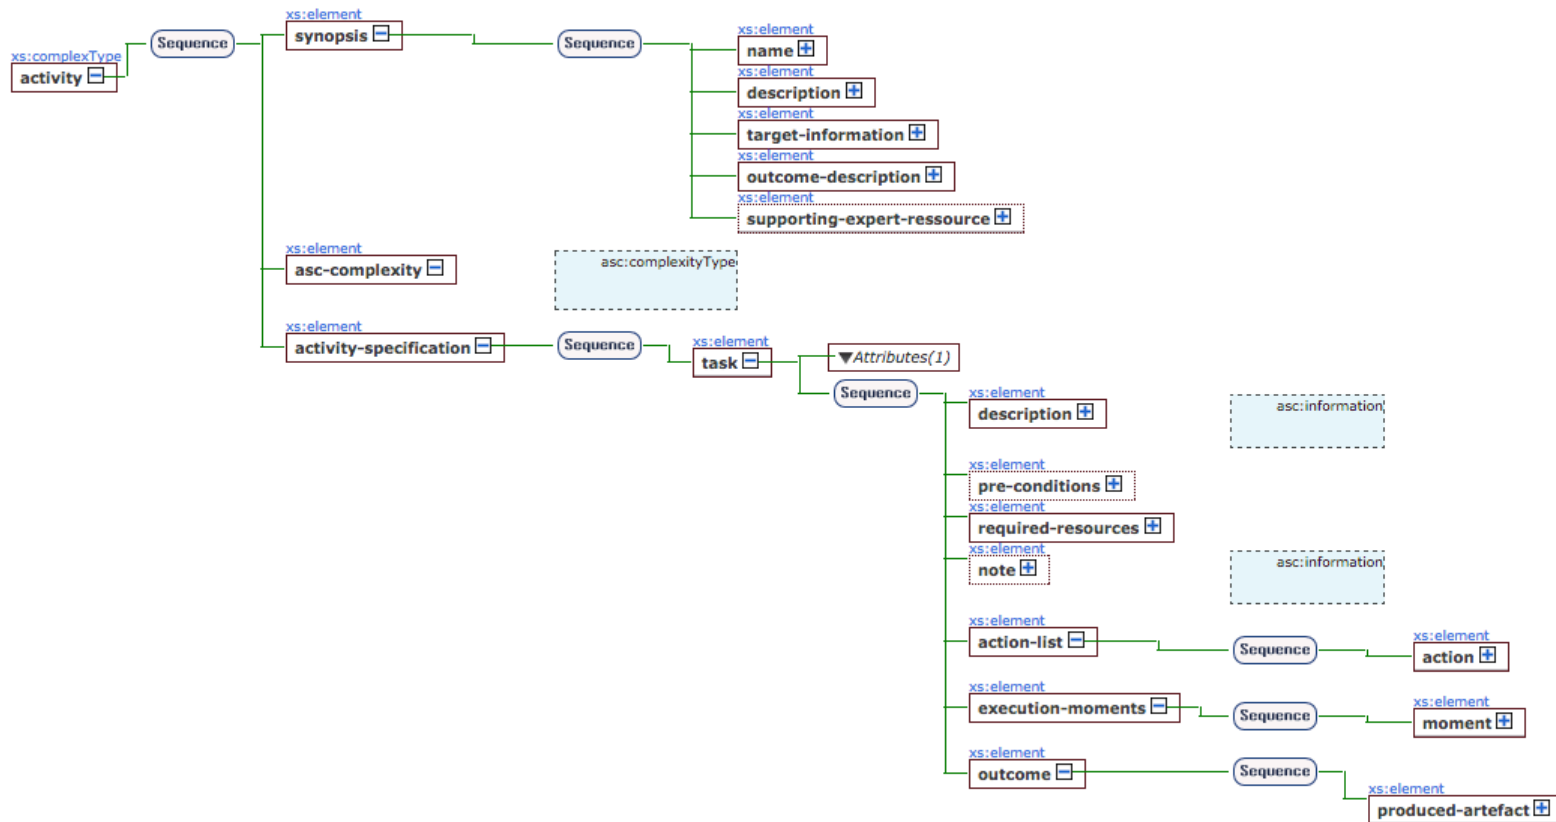 xs:complexType
activity
Sequence
xs:element
synopsis
Sequence
xs:element
name
xs:element
description
xs:element
target-information
xs:element
outcome-description
xs:element
supporting-expert-ressource
xs:element
asc-complexity
asc:complexityType
xs:element
activity-specification
Sequence
xs:element
task
▼Attributes(1)
Sequence
xs:element
description
asc:information
xs:element
pre-conditions
xs:element
required-resources
xs:element
note
asc:information
xs:element
action-list
Sequence
xs:element
action
xs:element
execution-moments
Sequence
xs:element
moment
xs:element
outcome
Sequence
xs:element
produced-artefact